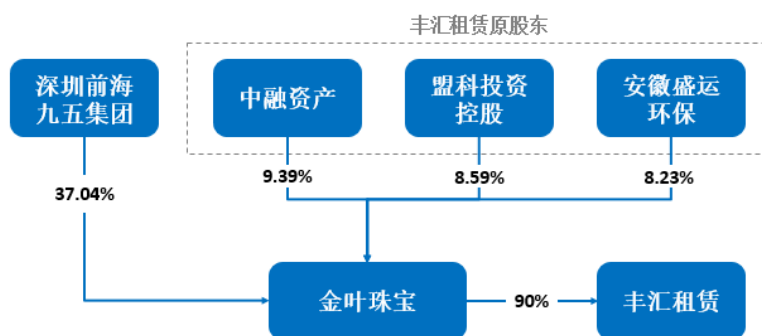 丰汇租赁原股东
深圳前海
九五集团
中融资产
盟科投资
控股
安徽盛运
环保
37.04%
9.39%
8.59%
8.23%
金叶珠宝
90%
丰汇租赁